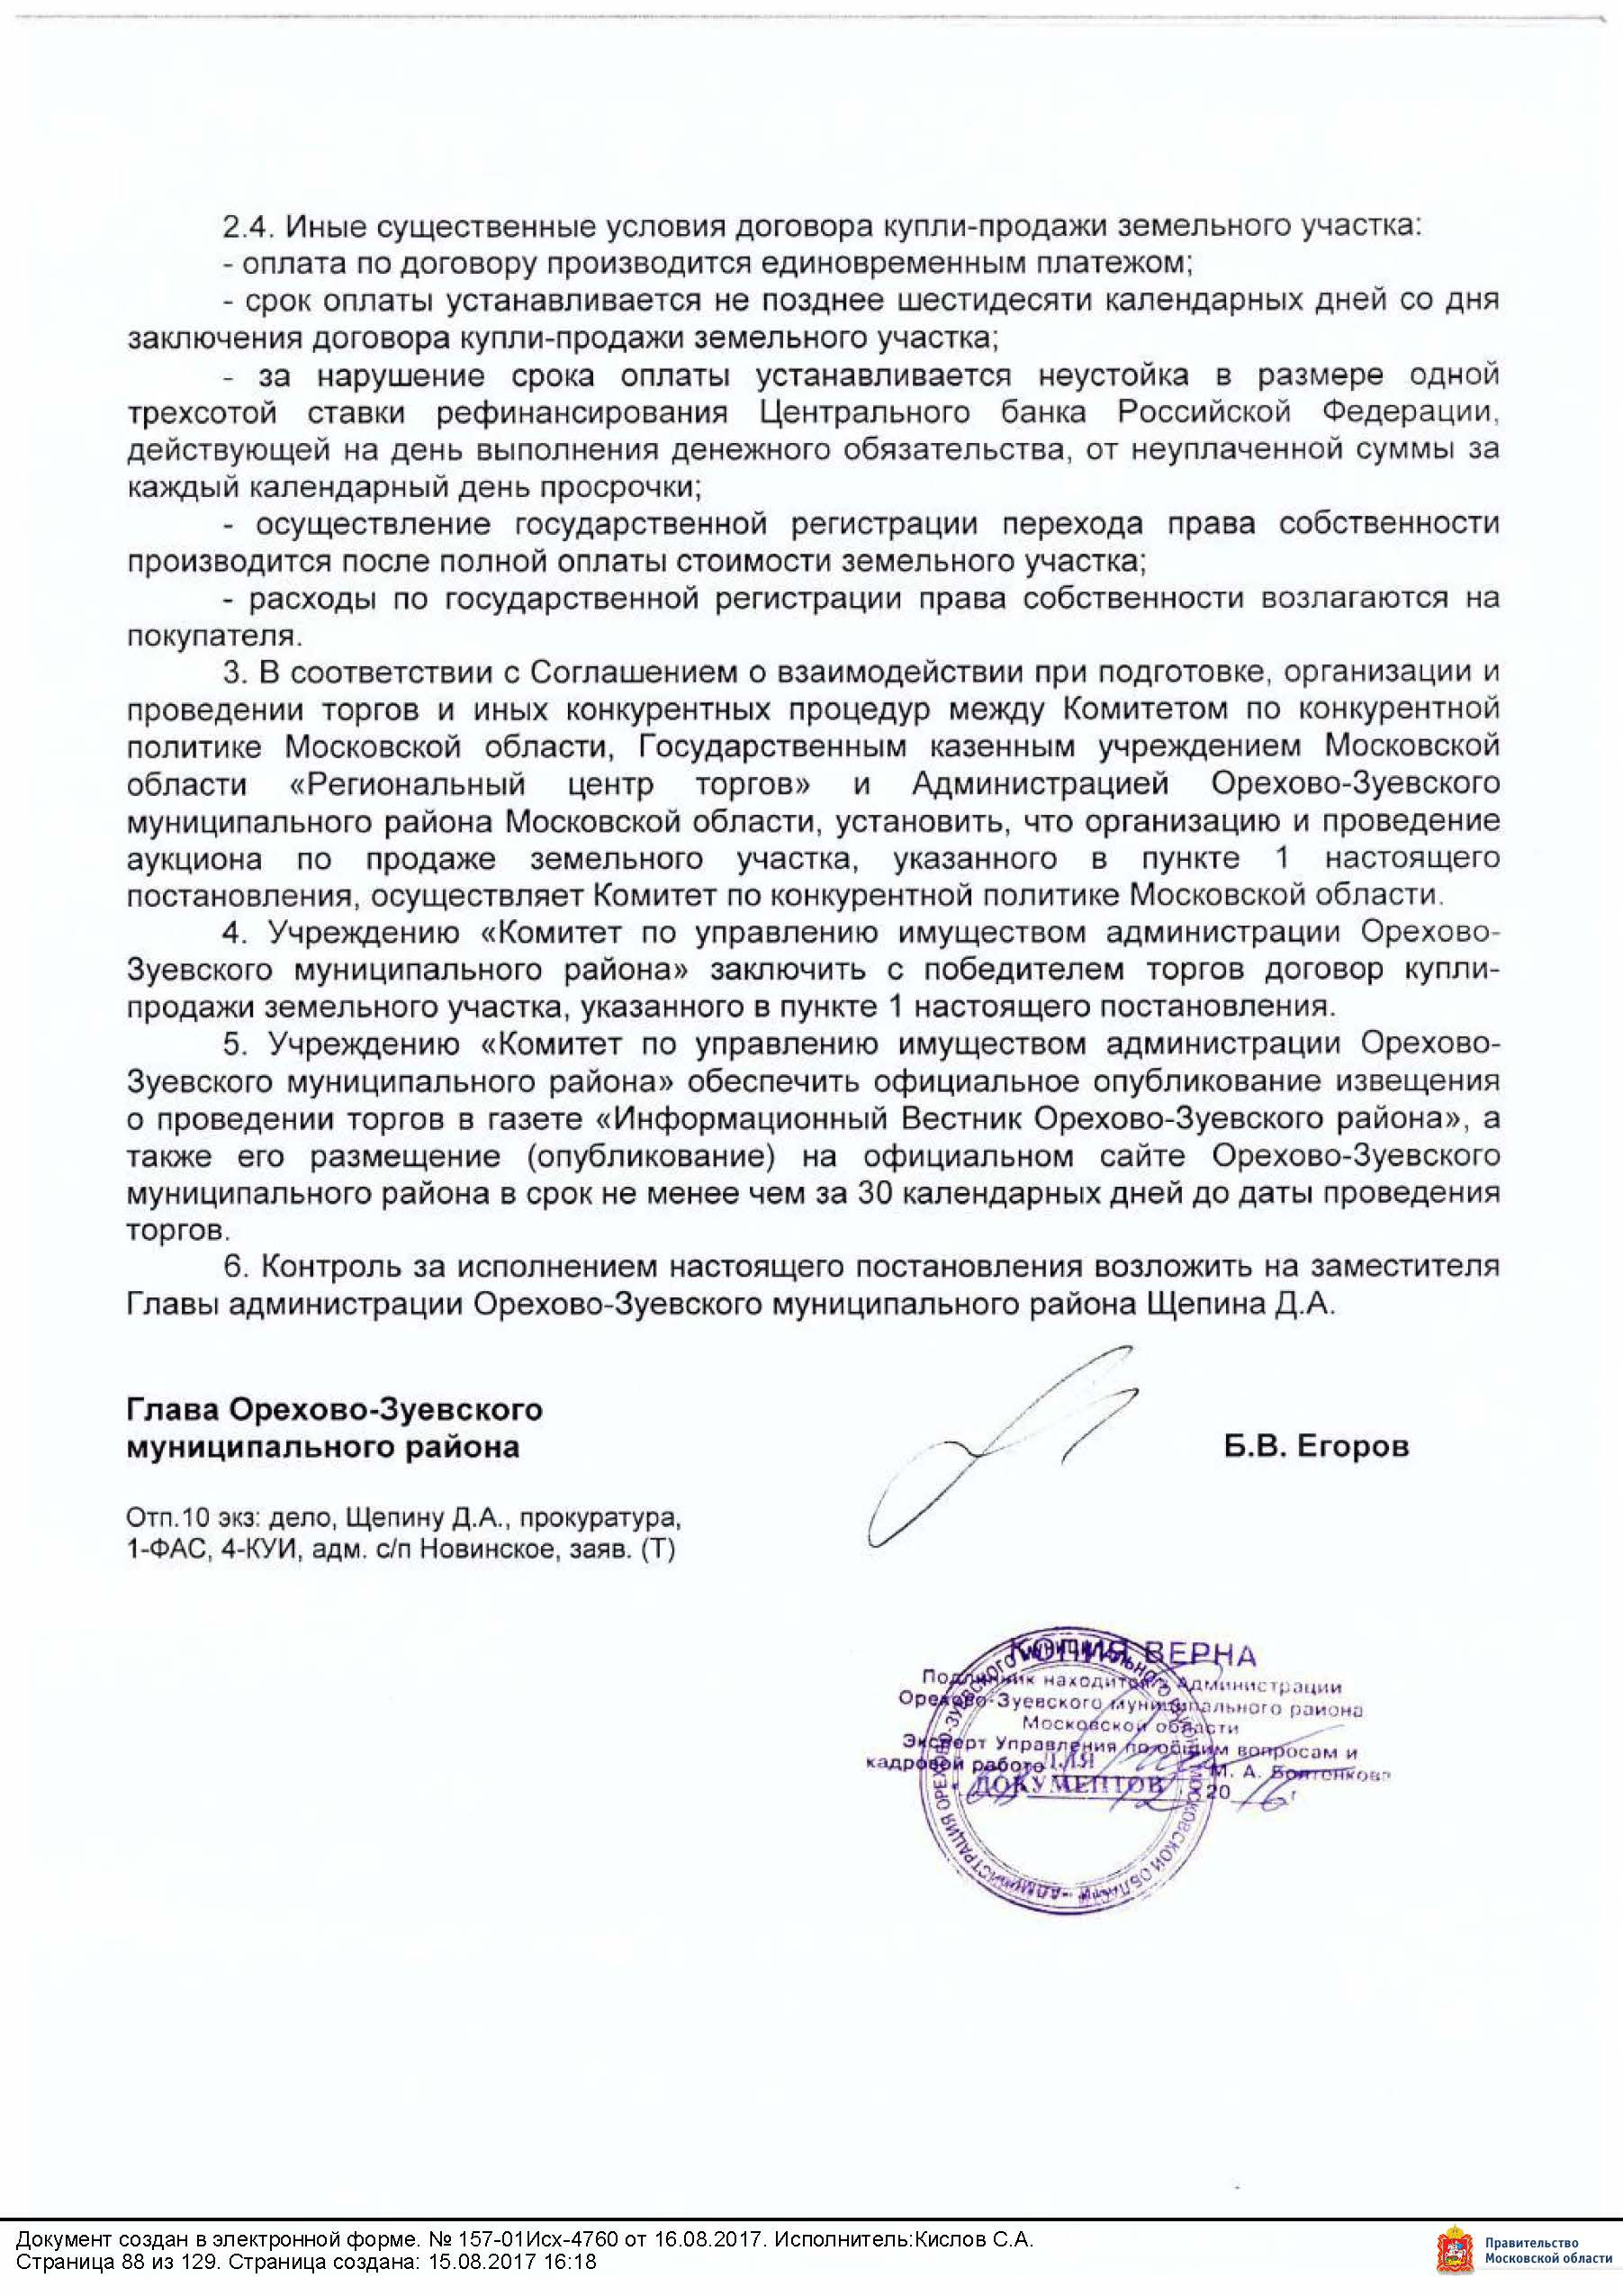 2.4. Иные существенные условия договора купли-продажи земельного участка:
- оплата по договору производится единовременным платежом;
- срок оплаты устанавливается не позднее шестидесяти календарных дней со дня
заключения договора купли-продажи земельного участка;
- за нарушение срока оплаты устанавливается неустойка в размере одной
трехсотой ставки рефинансирования Центрального банка Российской Федерации,
действующей на день выполнения денежного обязательства, от неуплаченной суммы за
каждый календарный день просрочки;
- осуществление государственной регистрации перехода права собственности
производится после полной оплаты стоимости земельного участка;
- расходы по государственной регистрации права собственности возлагаются на
покупателя.
3. В соответствии с Соглашением о взаимодействии при подготовке, организации и
проведении торгов и иных конкурентных процедур между Комитетом по конкурентной
политике Московской области, Государственным казенным учреждением Московской
области «Региональный центр торгов» и Администрацией Орехово-Зуевского
муниципального района Московской области, установить, что организацию и проведение
аукциона по продаже земельного участка, указанного в пункте 1 настоящего
постановления, осуществляет Комитет по конкурентной политике Московской области.
4. Учреждению «Комитет по управлению имуществом администрации Орехово-
Зуевского муниципального района» заключить с победителем торгов договор купли-
продажи земельного участка, указанного в пункте 1 настоящего постановления.
5. Учреждению «Комитет по управлению имуществом администрации Орехово-
Зуевского муниципального района» обеспечить официальное опубликование извещения
о проведении торгов в газете «Информационный Вестник Орехово-Зуевского района», а
также его размещение (опубликование) на официальном сайте Орехово-Зуевского
муниципального района в срок не менее чем за 30 календарных дней до даты проведения
торгов.
6. Контроль за исполнением настоящего постановления возложить на заместителя
Главы администрации Орехово-Зуевского муниципального района Щепина Д.А.
Глава Орехово-Зуевского
муниципального района
Б.В. Егоров
Отп.10 экз: дело, Щепину Д.А., прокуратура,
1-ФАС, 4-КУИ, адм. с/п Новинское, заяв. (Т)
КОПИЯ ВЕРНА
Подлинник находится Администрации
Орехово-Зуевского муниципального района
Московской области
Эксперт Управления по общим вопросам и
кадровой работе М. А. Болтенкова
ДЛЯ
ДОКУМЕНТОВ
12 2016 г
Документ создан в электронной форме. № 157-01Исх-4760 от 16.08.2017. Исполнитель:Кислов С.А.
Страница 88 из 129. Страница создана: 15.08.2017 16:18
Правительство
Московской области